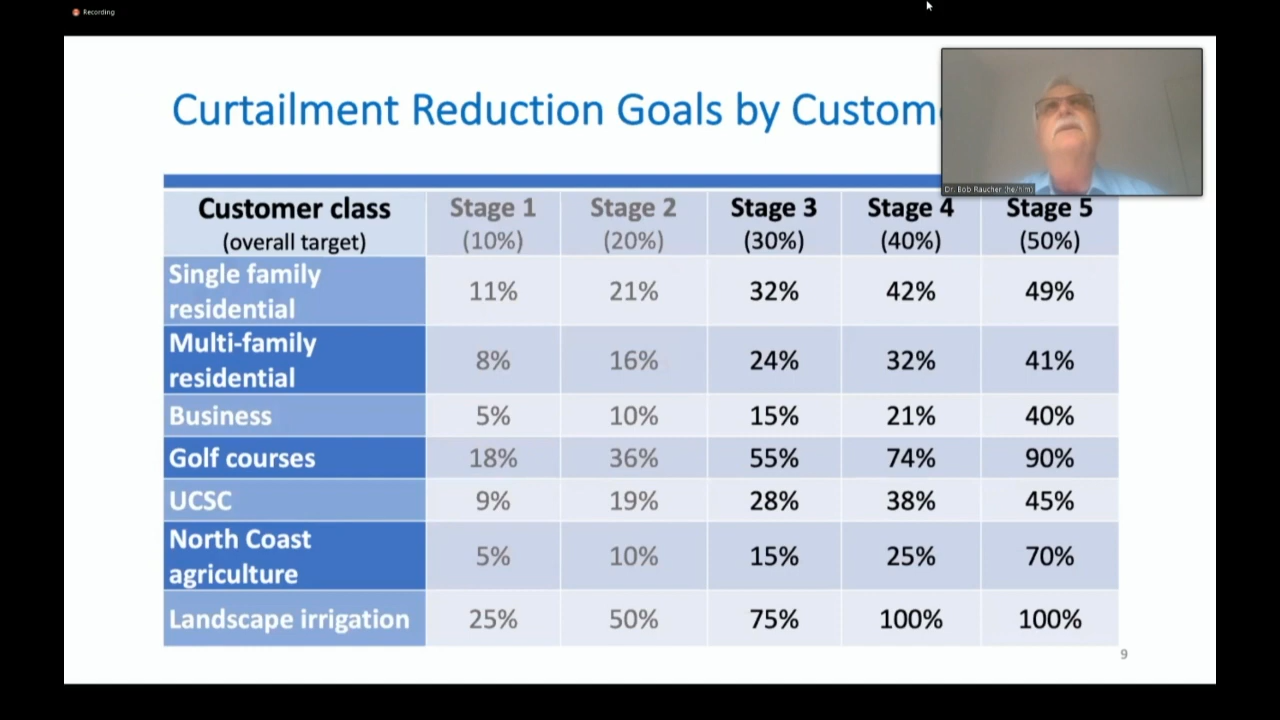 Recording
Curtailment Reduction Goals by Custom
Dr. Bob Raucher (he/him)
Customer class Stage 1 Stage 2 Stage 3 Stage 4 Stage 5
(overall target) (10%) (20%) (30%) (40%) (50%)
Single family
residential 11% 21% 32% 42% 49%
Multi-family
residential 8% 16% 24% 32% 41%
Business 5% 10% 15% 21% 40%
Golf courses 18% 36% 55% 74% 90%
UCSC 9% 19% 28% 38% 45%
North Coast
agriculture 5% 10% 15% 25% 70%
Landscape irrigation 25% 50% 75% 100% 100%
9